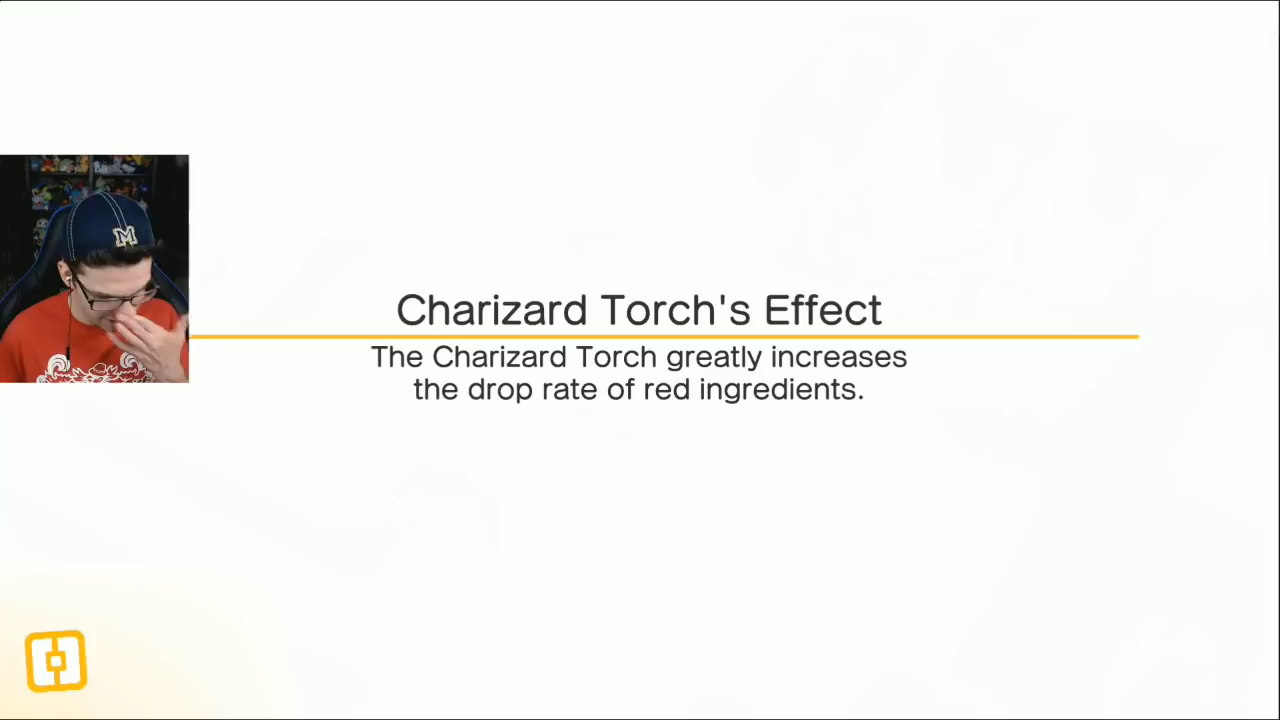 M
Charizard Torch's Effect
The Charizard Torch greatly increases
the drop rate of red ingredients.